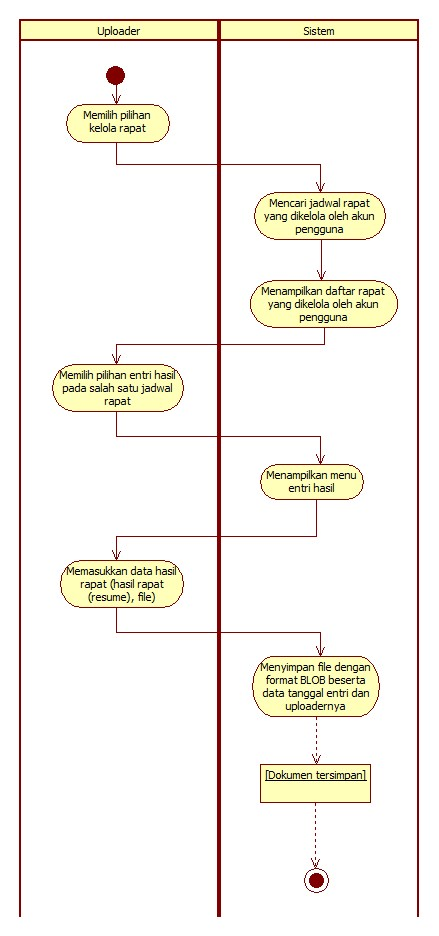 Uploader
Sistem
Memilih pilihan
kelola rapat
Mencari jadwal rapat
yang dikelola oleh akun
pengguna
Menampilkan daftar rapat
yang dikelola oleh akun
pengguna
Memilih pilihan entri hasil
pada salah satu jadwal
rapat
Menampilkan menu
entri hasil
Memasukkan data hasil
rapat (hasil rapat
(resume), file)
Menyimpan file dengan
format BLOB beserta
data tanggal entri dan
uploadernya
[Dokumen tersimpan]